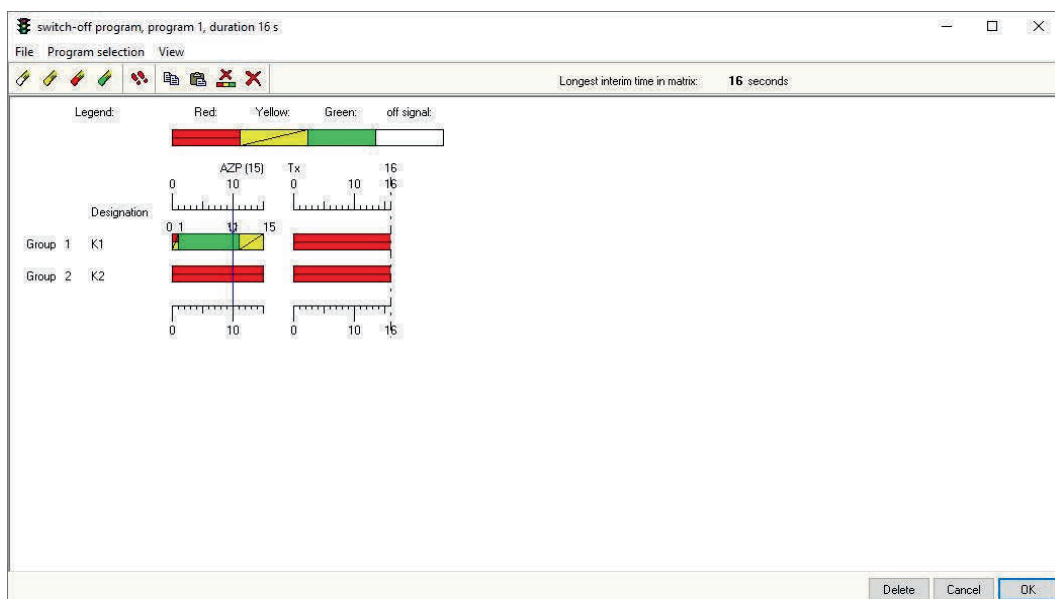 switch-off program, program 1, duration 16 s
File Program selection View
Longest interim time in matrix: 16 seconds
Legend: Red: Yellow: Green: off signal:
AZP (15) Tx 16
0 10 0 10 16
Designation
0 1 11 15
Group 1 K1
Group 2 K2
0 10 0 10 16
Delete Cancel OK